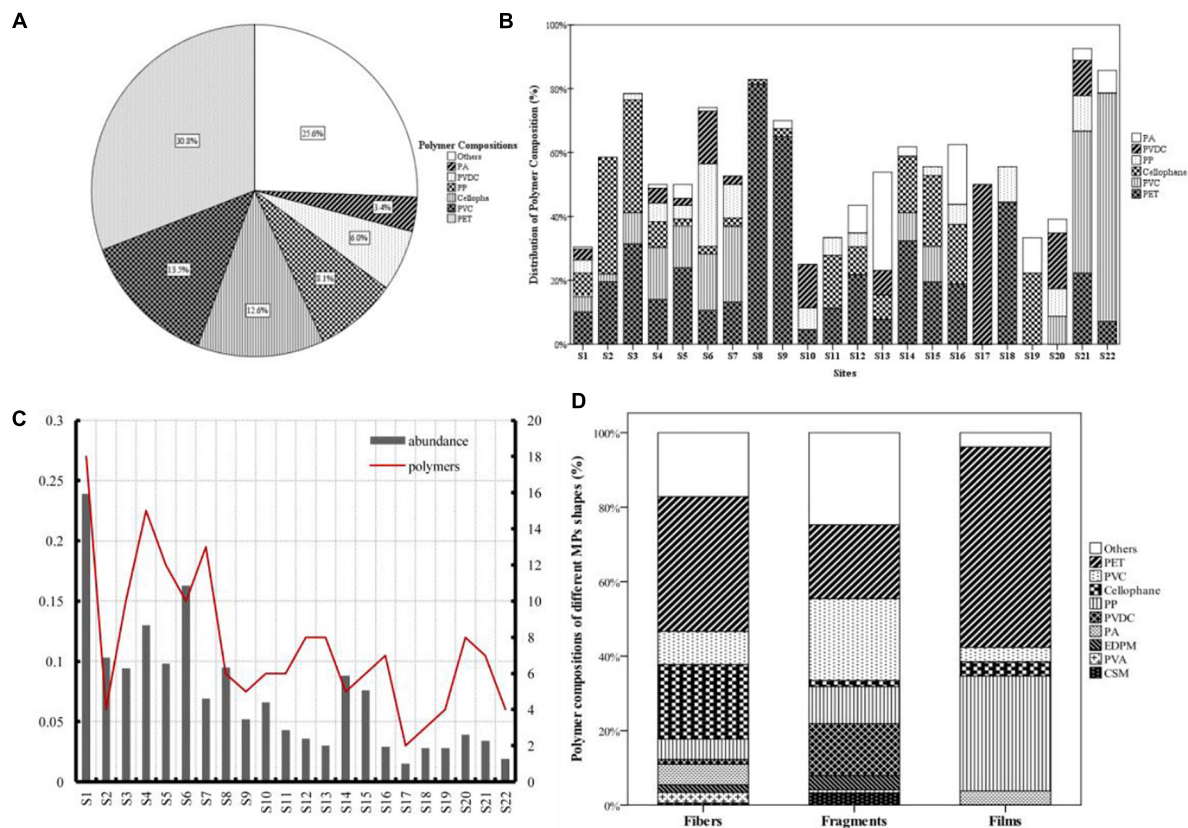 A
30.8%
25.6%
3.4%
6.0%
8.1%
12.6%
13.5%
Polymer Compositions
Others
PA
PVDC
PP
Cellopha
PVC
PET
B
Distribution of Polymer Composition (%)
100%
80%
60%
40%
20%
0%
S1 S2 S3 S4 S5 S6 S7 S8 S9 S10 S11 S12 S13 S14 S15 S16 S17 S18 S19 S20 S21 S22
Sites
PA
PVDC
PP
Cellophane
PVC
PET
C
0.3
0.25
0.2
0.15
0.1
0.05
0
abundance
polymers
20
18
16
14
12
10
8
6
4
2
0
S1 S2 S3 S4 S5 S6 S7 S8 S9 S10 S11 S12 S13 S14 S15 S16 S17 S18 S19 S20 S21 S22
D
Polymer compositions of different MPs shapes (%)
100%
80%
60%
40%
20%
0%
Fibers Fragments Films
Others
PET
PVC
Cellophane
PP
PVDC
PA
EDPM
PVA
CSM